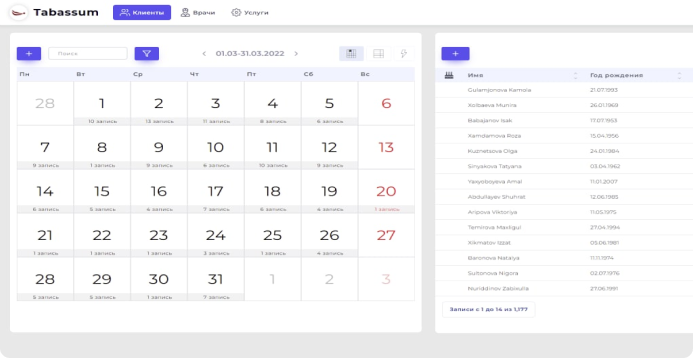 Tabassum Клиенты Врачи Услуги
+ Поиск < 01.03-31.03.2022 >
Пн Вт Ср Чт Пт Сб Вс
28 1 2 3 4 5 6
10 запись 13 запись 11 запись 8 запись 6 запись
7 8 9 10 11 12 13
9 запись 1 запись 9 запись 6 запись 10 запись 9 запись
14 15 16 17 18 19 20
6 запись 5 запись 4 запись 7 запись 6 запись 4 запись 1 запись
21 22 23 24 25 26 27
1 запись 1 запись 1 запись 3 запись 1 запись 4 запись
28 29 30 31 1 2 3
5 запись 5 запись 1 запись 7 запись
+
Имя Год рождения
Gulamjonova Kamola 21.07.1993
Xolbaeva Munira 26.01.1969
Babajanov Isak 17.07.1953
Xamdamova Roza 15.04.1956
Kuznetsova Olga 24.01.1984
Sinyakova Tatyana 03.04.1962
Yaxyoboyeva Amal 11.01.2007
Abdullayev Shuhrat 12.06.1985
Aripova Viktoriya 11.05.1975
Temirova Mavligul 27.04.1994
Xikmatov Izzat 05.06.1981
Baronova Natalya 11.11.1974
Sultonova Nigora 02.07.1976
Nuriddinov Zabixulla 27.06.1991
Записи с 1 до 14 из 1,177